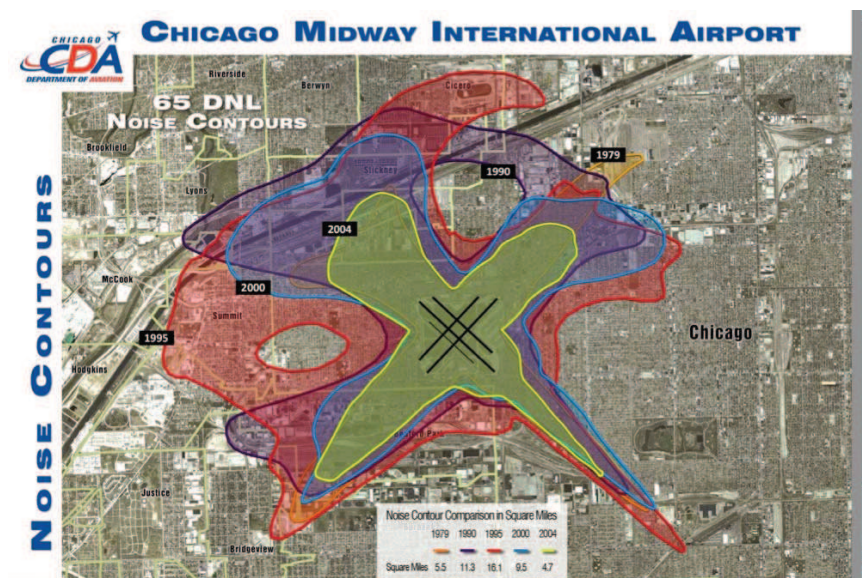 CHICAGO MIDWAY INTERNATIONAL AIRPORT
CHICAGO
CDA
DEPARTMENT OF AVIATION
65 DNL
NOISE CONTOURS
NOISE CONTOURS
Riverside
Berwyn
Cicero
Brookfield
Stickney
1990
1979
Lyons
2004
McCook
2000
Summit
1995
Chicago
Hodgkins
Justice
Bridgeview
Noise Contour Comparison in Square Miles
1979 1990 1995 2000 2004
Square Miles 5.5 11.3 16.1 9.5 4.7